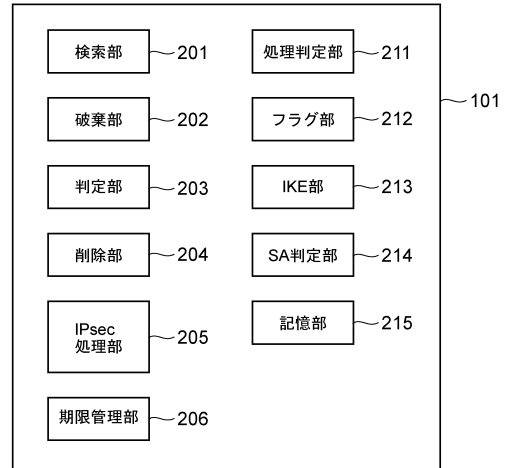 検索部
201
破棄部
202
判定部
203
削除部
204
IPsec
処理部
205
期限管理部
206
処理判定部
211
フラグ部
212
IKE部
213
SA判定部
214
記憶部
215
101